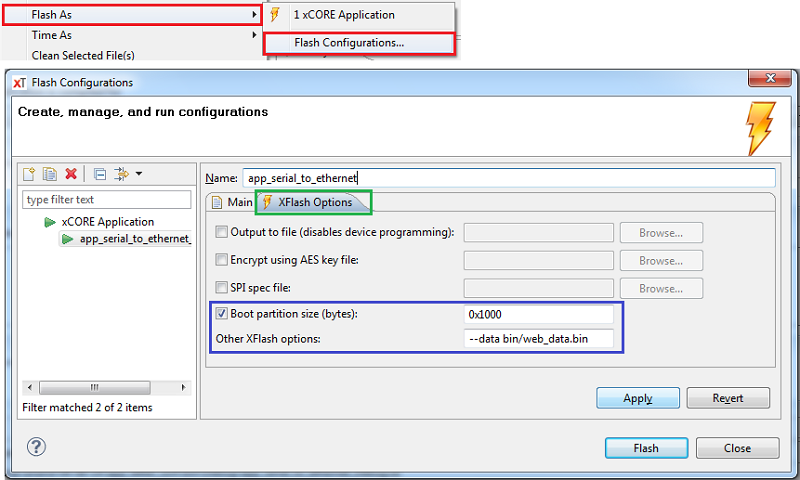 Flash As
1 xCORE Application
Time As
Flash Configurations...
Clean Selected File(s)
xT Flash Configurations
Create, manage, and run configurations
type filter text
xCORE Application
app_serial_to_ethernet_
Filter matched 2 of 2 items
Name: app_serial_to_ethernet
Main XFlash Options
Output to file (disables device programming): Browse...
Encrypt using AES key file: Browse...
SPI spec file: Browse...
Boot partition size (bytes): 0x1000
Other XFlash options: --data bin/web_data.bin
Apply Revert
? Flash Close